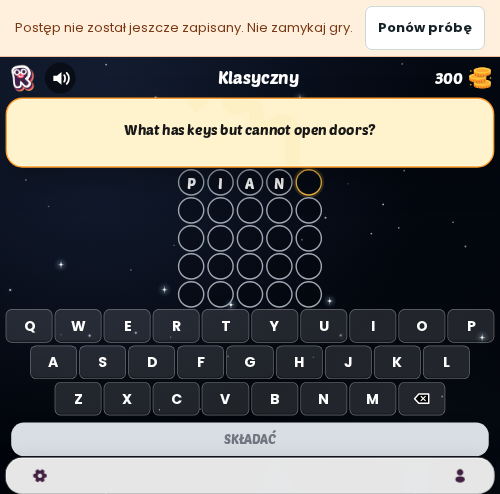 Postęp nie został jeszcze zapisany. Nie zamykaj gry.
Ponów próbę
Klasyczny
300
What has keys but cannot open doors?
P I A N
Q W E R T Y U I O P
A S D F G H J K L
Z X C V B N M
SKŁADAĆ